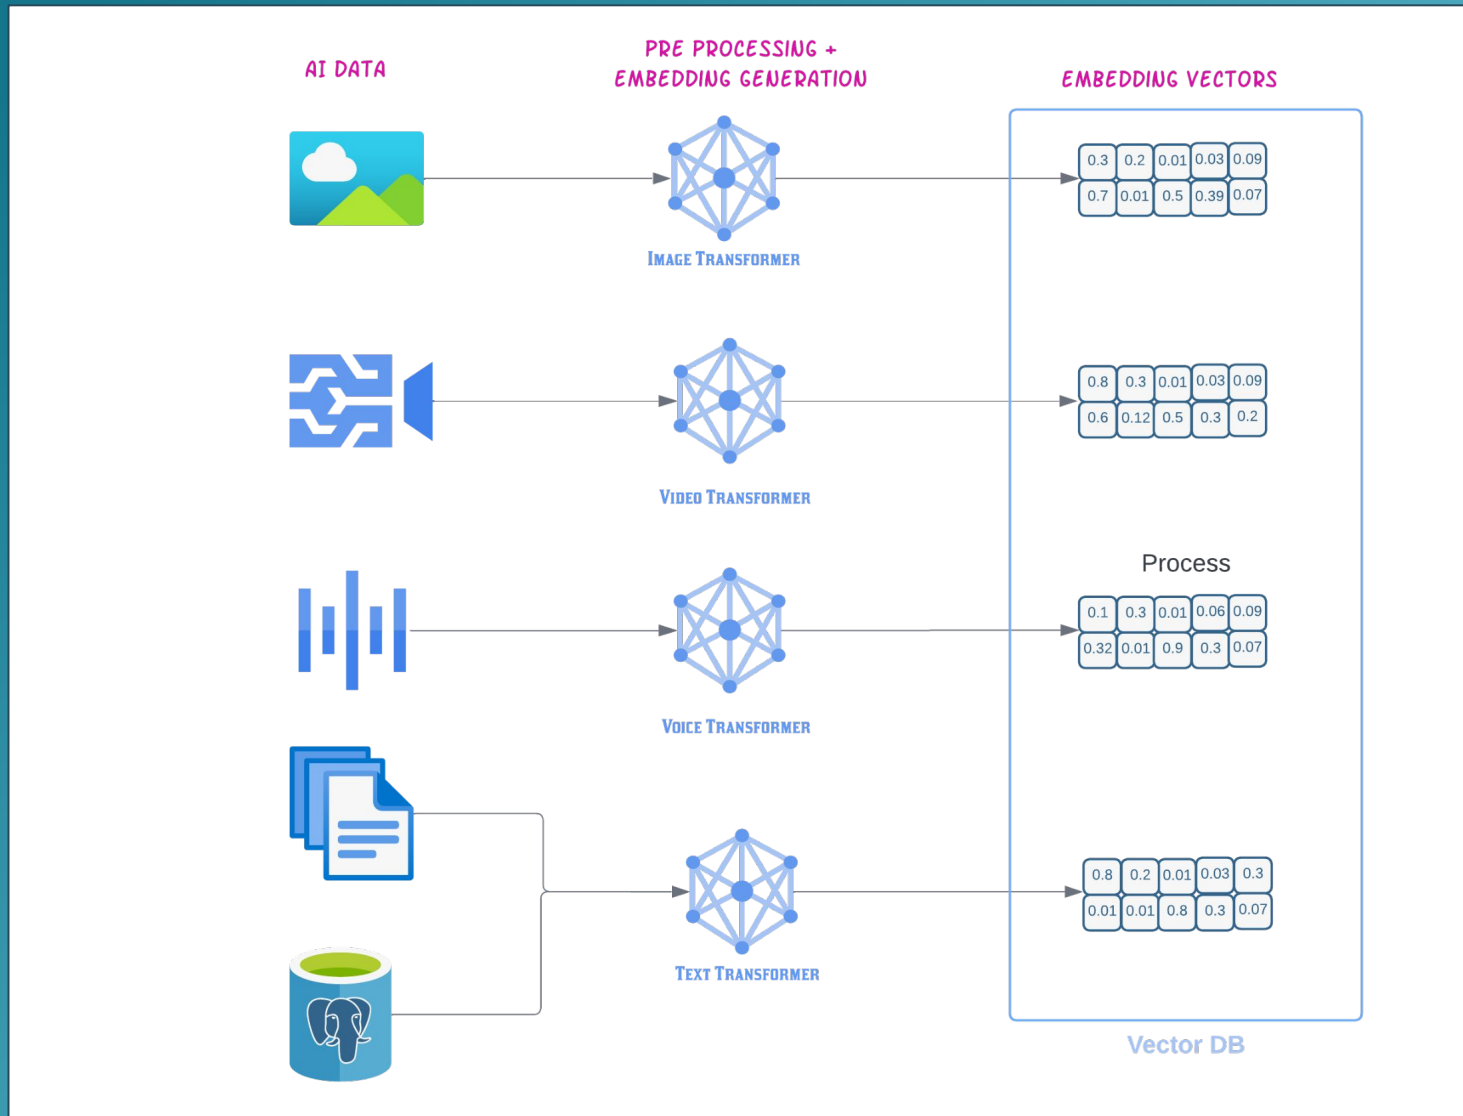 AI DATA
PRE PROCESSING +
EMBEDDING GENERATION
EMBEDDING VECTORS
0.3 0.2 0.01 0.03 0.09
0.7 0.01 0.5 0.39 0.07
IMAGE TRANSFORMER
0.8 0.3 0.01 0.03 0.09
0.6 0.12 0.5 0.3 0.2
VIDEO TRANSFORMER
Process
0.1 0.3 0.01 0.06 0.09
0.32 0.01 0.9 0.3 0.07
VOICE TRANSFORMER
0.8 0.2 0.01 0.03 0.3
0.01 0.01 0.8 0.3 0.07
TEXT TRANSFORMER
Vector DB